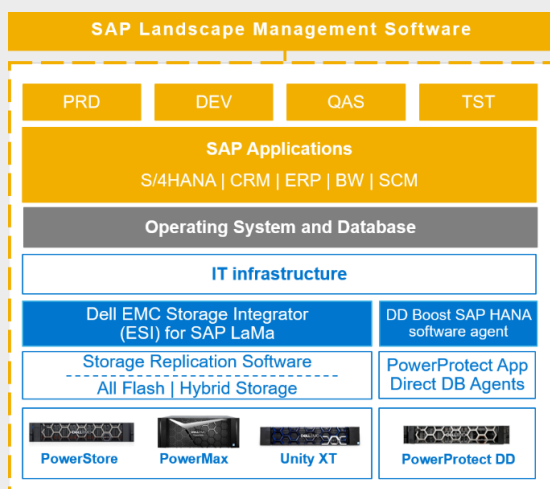 SAP Landscape Management Software
PRD DEV QAS TST
SAP Applications
S/4HANA | CRM | ERP | BW | SCM
Operating System and Database
IT infrastructure
Dell EMC Storage Integrator
(ESI) for SAP LaMa
DD Boost SAP HANA
software agent
Storage Replication Software
All Flash | Hybrid Storage
PowerProtect App
Direct DB Agents
PowerStore PowerMax Unity XT PowerProtect DD